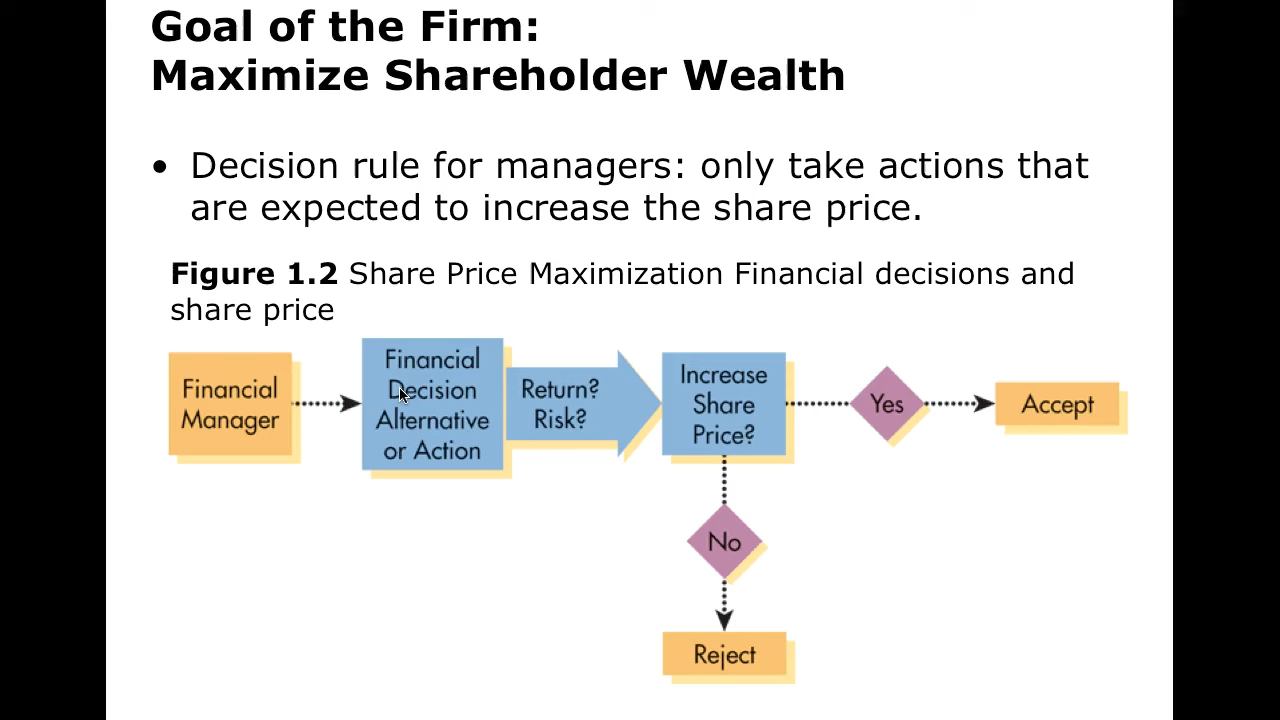 Goal of the Firm:
Maximize Shareholder Wealth
• Decision rule for managers: only take actions that
are expected to increase the share price.
Figure 1.2 Share Price Maximization Financial decisions and
share price
Financial
Manager
Financial
Decision
Alternative
or Action
Return?
Risk?
Increase
Share
Price?
Yes
Accept
No
Reject